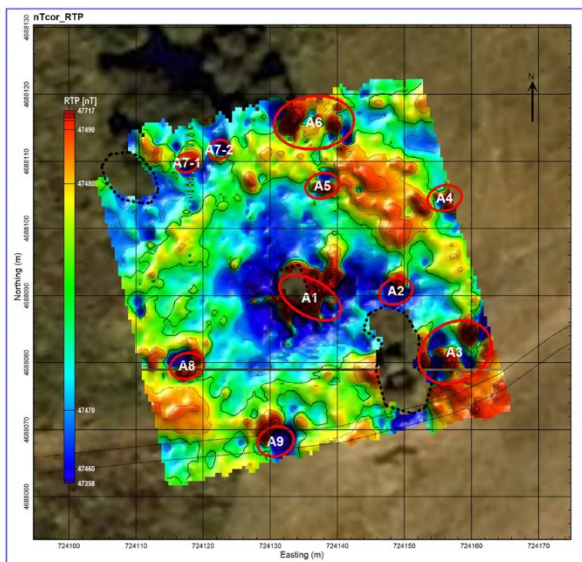 nTcor_RTP
4688130
4688120
4688110
4688100
4688090
4688080
4688070
4688060
Northing (m)
RTP [nT]
47717
47490
47480
47470
47460
47358
N
A6
A7-2
A7-1
A5
A4
A2
A1
A3
A8
A9
724100
724110
724120
724130
724140
724150
724160
724175
Easting (m)